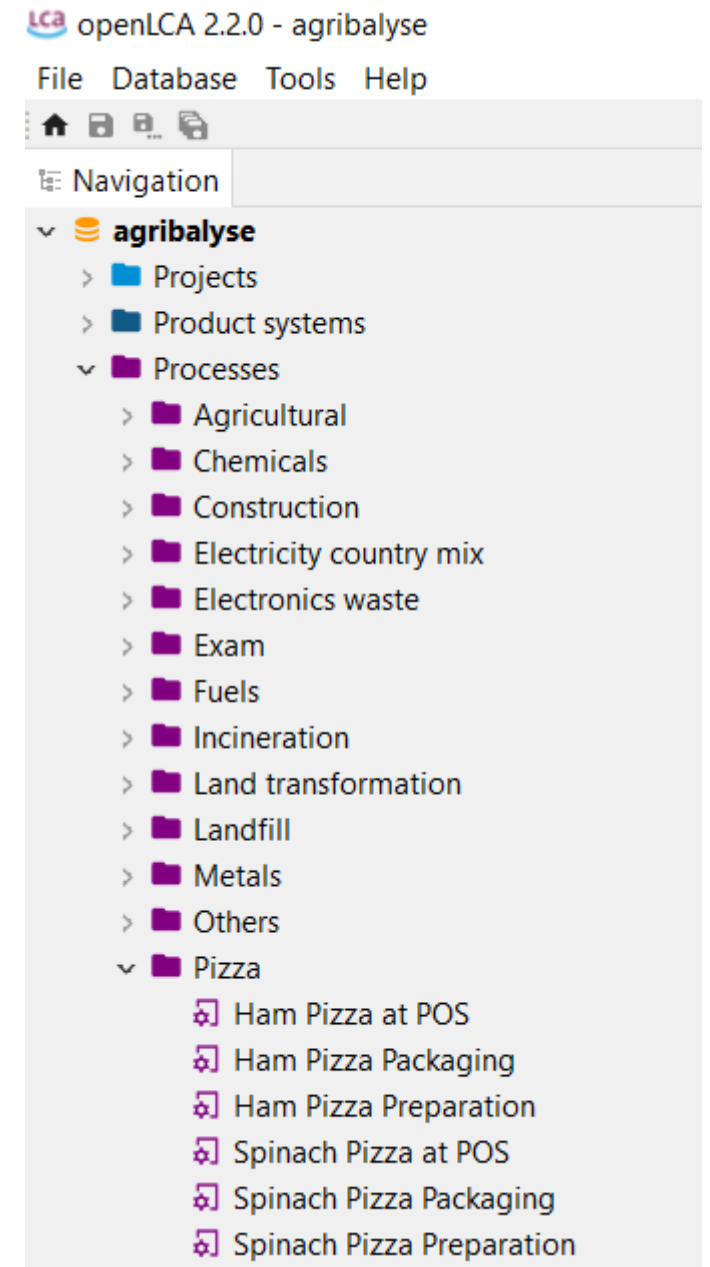 LCA openLCA 2.2.0 - agribalyse
File Database Tools Help
Navigation
agribalyse
Projects
Product systems
Processes
Agricultural
Chemicals
Construction
Electricity country mix
Electronics waste
Exam
Fuels
Incineration
Land transformation
Landfill
Metals
Others
Pizza
Ham Pizza at POS
Ham Pizza Packaging
Ham Pizza Preparation
Spinach Pizza at POS
Spinach Pizza Packaging
Spinach Pizza Preparation